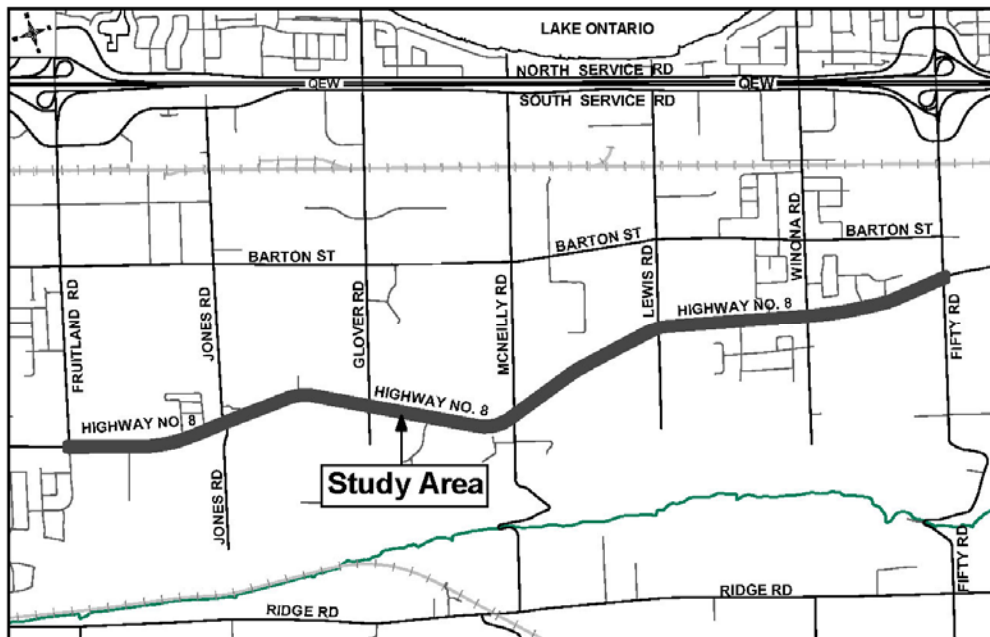 LAKE ONTARIO
NORTH SERVICE RD
QEW
QEW
SOUTH SERVICE RD
BARTON ST
BARTON ST
BARTON ST
FRUITLAND RD
JONES RD
GLOVER RD
MCNEILLY RD
LEWIS RD
WINONA RD
FIFTY RD
HIGHWAY NO. 8
HIGHWAY NO. 8
HIGHWAY NO. 8
Study Area
JONES RD
FIFTY RD
RIDGE RD
RIDGE RD